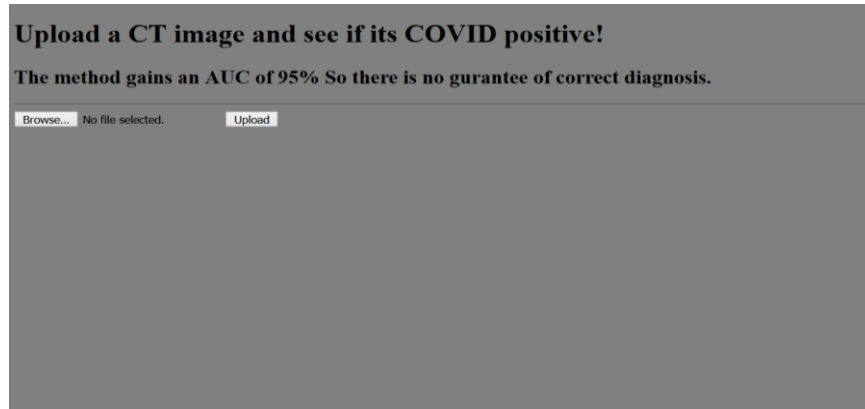 Upload a CT image and see if its COVID positive!
The method gains an AUC of 95% So there is no gurantee of correct diagnosis.
Browse... No file selected. Upload